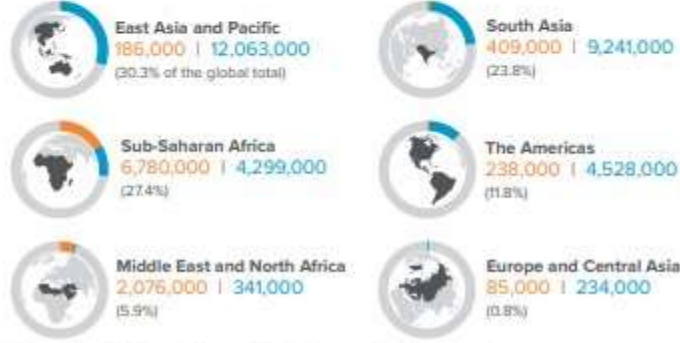 East Asia and Pacific
186,000 | 12,063,000
(30.3% of the global total)
South Asia
409,000 | 9,241,000
(23.8%)
Sub-Saharan Africa
6,780,000 | 4,299,000
(27.4%)
The Americas
238,000 | 4,528,000
(11.8%)
Middle East and North Africa
2,076,000 | 341,000
(5.9%)
Europe and Central Asia
85,000 | 234,000
(0.8%)